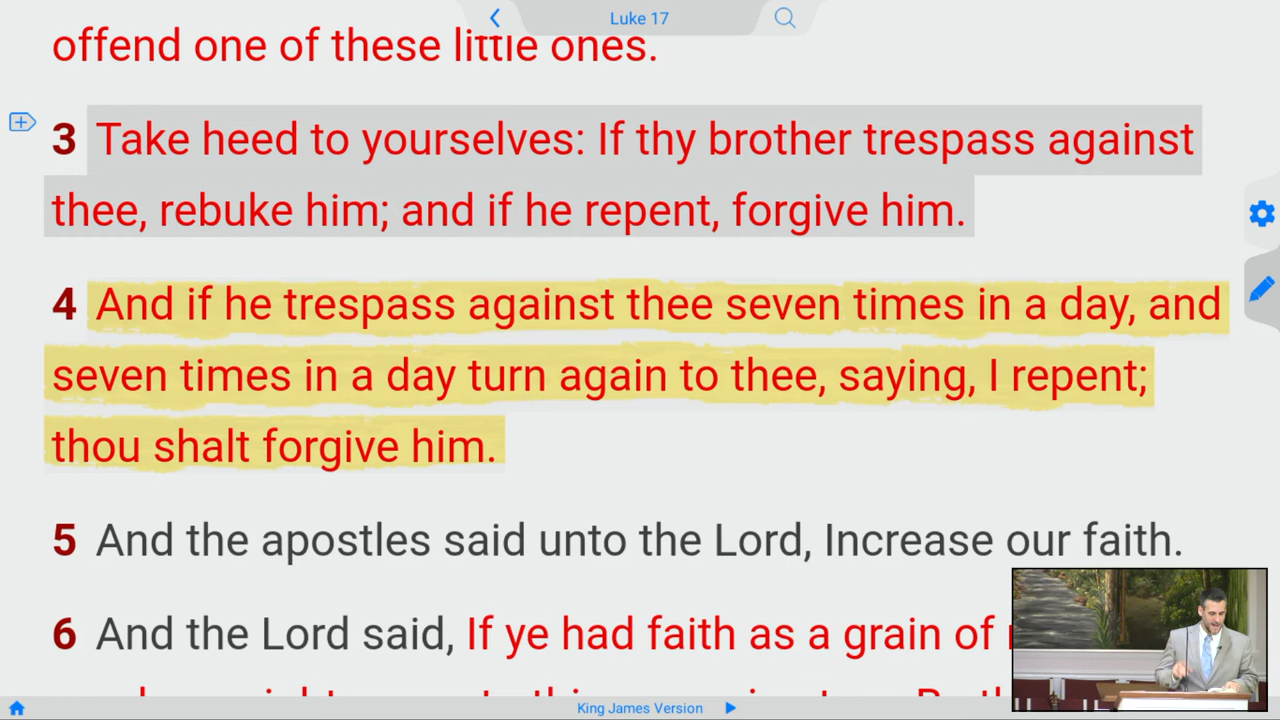 Luke 17
offend one of these little ones.
3 Take heed to yourselves: If thy brother trespass against
thee, rebuke him; and if he repent, forgive him.
4 And if he trespass against thee seven times in a day, and
seven times in a day turn again to thee, saying, I repent;
thou shalt forgive him.
5 And the apostles said unto the Lord, Increase our faith.
6 And the Lord said, If ye had faith as a grain of
King James Version